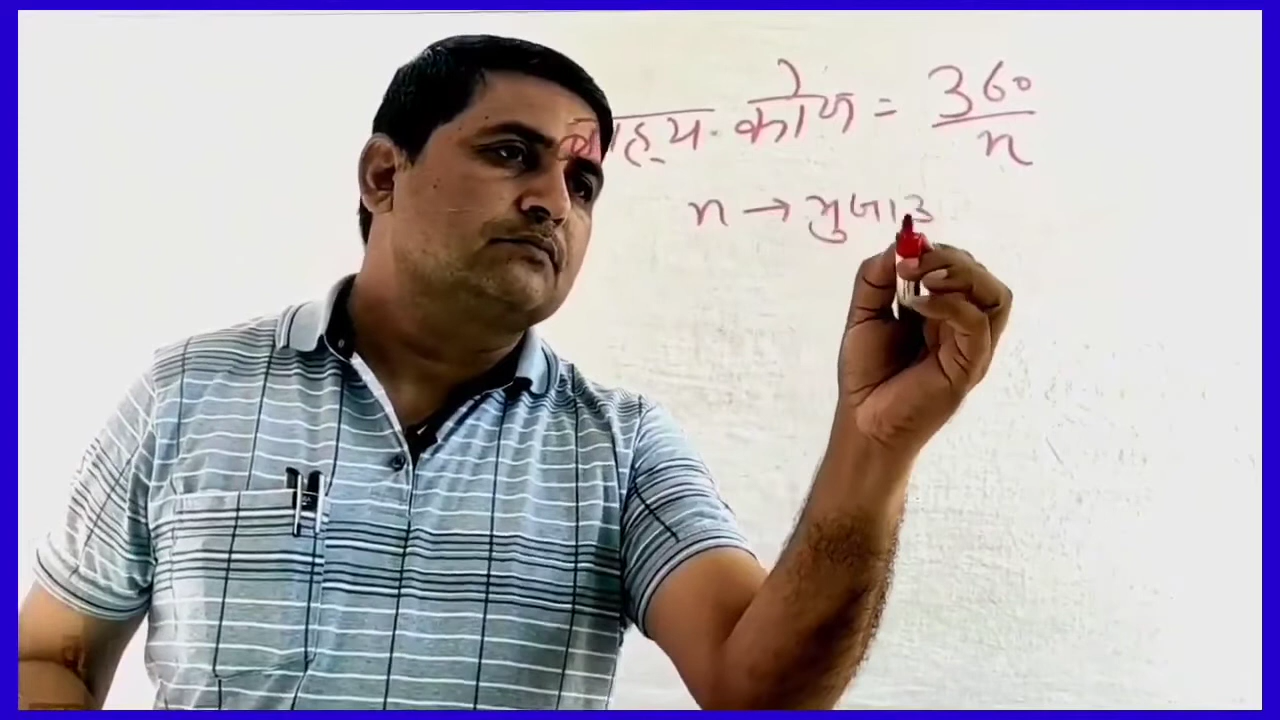 बाह्य कोण = 360/n
n → भुजाउ